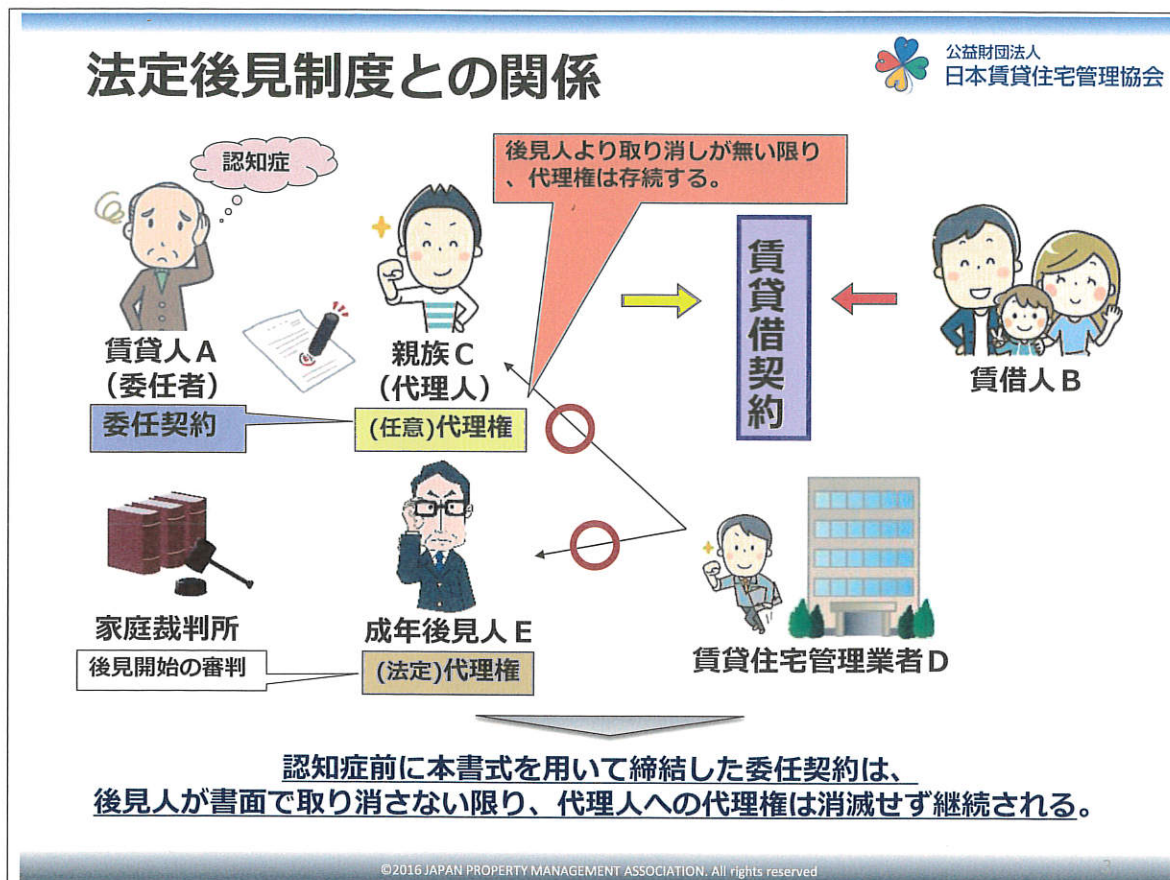 法定後見制度との関係
公益財団法人
日本賃貸住宅管理協会
認知症
後見人より取り消しが無い限り
、代理権は存続する。
賃貸人A
(委任者)
親族C
(代理人)
委任契約
(任意)代理権
賃貸借契約
賃借人B
家庭裁判所
後見開始の審判
成年後見人E
(法定)代理権
賃貸住宅管理業者D
認知症前に本書式を用いて締結した委任契約は、
後見人が書面で取り消さない限り、代理人への代理権は消滅せず継続される。
©2016 JAPAN PROPERTY MANAGEMENT ASSOCIATION. All rights reserved
3